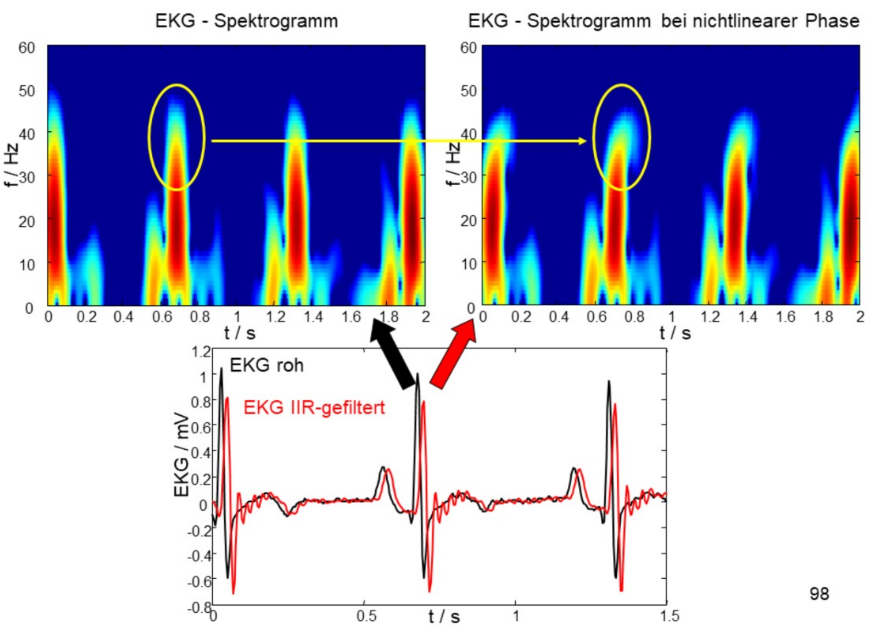 EKG - Spektrogramm
EKG - Spektrogramm bei nichtlinearer Phase
60
50
40
30
20
10
0
f / Hz
0 0.2 0.4 0.6 0.8 1 1.2 1.4 1.6 1.8 2
t / s
60
50
40
30
20
10
0
f / Hz
0 0.2 0.4 0.6 0.8 1 1.2 1.4 1.6 1.8 2
t / s
1.2
1
0.8
0.6
0.4
0.2
0
-0.2
-0.4
-0.6
-0.8
EKG / mV
EKG roh
EKG IIR-gefiltert
0 0.5 1 1.5
t / s
98